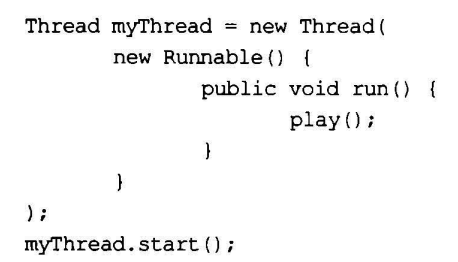 Thread myThread = new Thread(
new Runnable() {
public void run() {
play();
}
}
);
myThread.start();